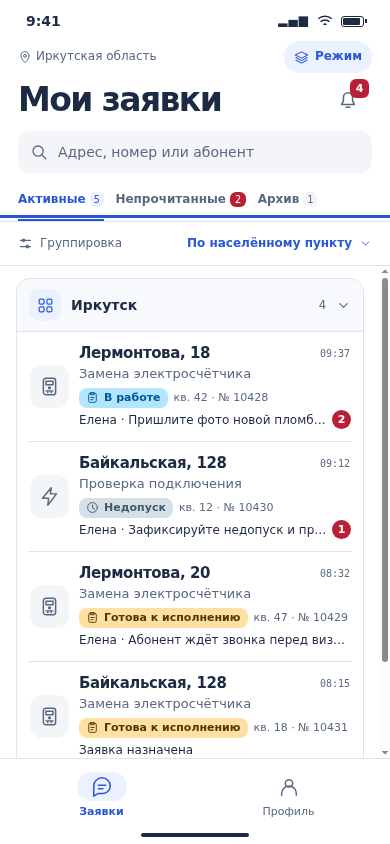 9:41
Иркутская область
Режим
Мои заявки
4
Адрес, номер или абонент
Активные 5 Непрочитанные 2 Архив 1
Группировка
По населённому пункту
Иркутск 4
Лермонтова, 18 09:37
Замена электросчётчика
В работе кв. 42 · № 10428
Елена · Пришлите фото новой пломб… 2
Байкальская, 128 09:12
Проверка подключения
Недопуск кв. 12 · № 10430
Елена · Зафиксируйте недопуск и пр… 1
Лермонтова, 20 08:32
Замена электросчётчика
Готова к исполнению кв. 47 · № 10429
Елена · Абонент ждёт звонка перед виз…
Байкальская, 128 08:15
Замена электросчётчика
Готова к исполнению кв. 18 · № 10431
Заявка назначена
Заявки Профиль